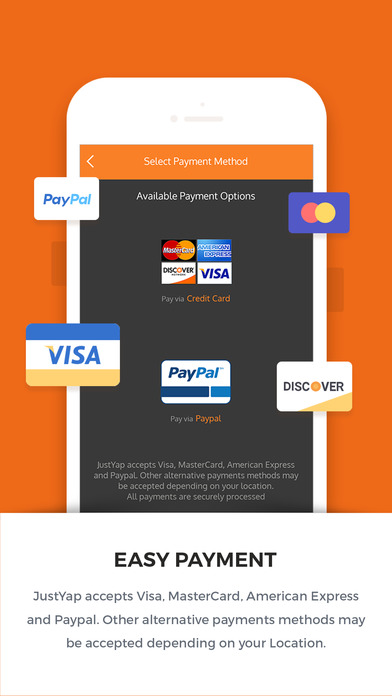 Select Payment Method
Available Payment Options
PayPal
MasterCard
AMERICAN EXPRESS
DISCOVER
NETWORK
VISA
Pay via Credit Card
VISA
PayPal™
DISCOVER
Pay via Paypal
JustYap accepts Visa, MasterCard, American Express
and Paypal. Other alternative payments methods may
be accepted depending on your location.
All payments are securely processed
EASY PAYMENT
JustYap accepts Visa, MasterCard, American Express
and Paypal. Other alternative payments methods may
be accepted depending on your Location.